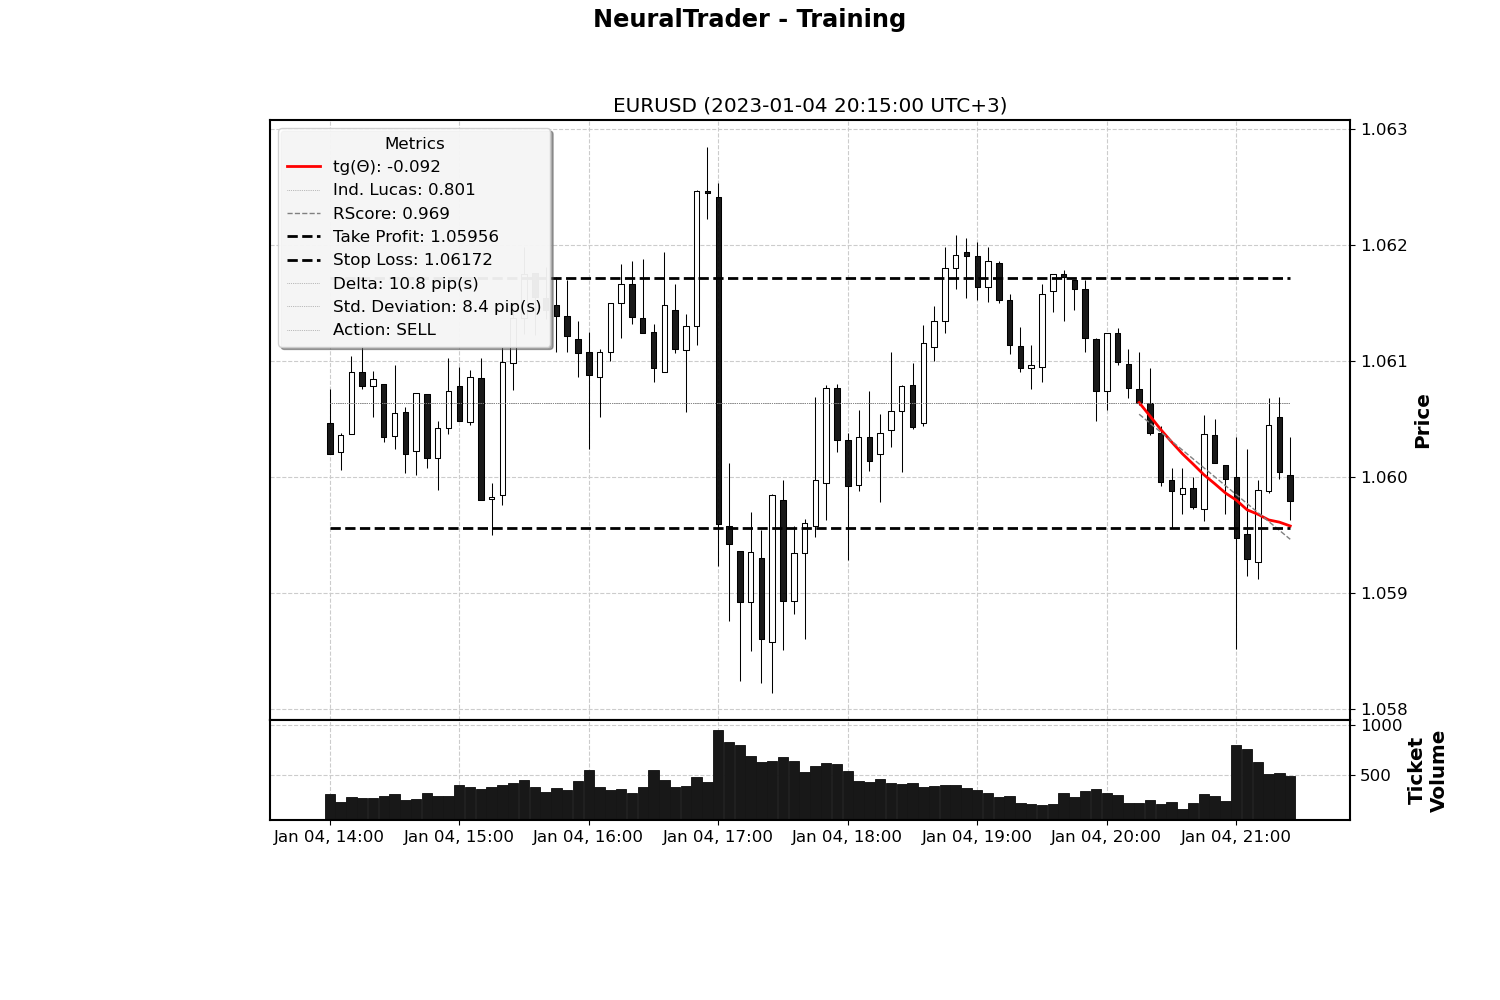 NeuralTrader - Training
EURUSD (2023-01-04 20:15:00 UTC+3)
Metrics
tg(Θ): -0.092
Ind. Lucas: 0.801
RScore: 0.969
Take Profit: 1.05956
Stop Loss: 1.06172
Delta: 10.8 pip(s)
Std. Deviation: 8.4 pip(s)
Action: SELL
1.063
1.062
1.061
1.060
1.059
1.058
Price
1000
500
Ticket
Volume
Jan 04, 14:00
Jan 04, 15:00
Jan 04, 16:00
Jan 04, 17:00
Jan 04, 18:00
Jan 04, 19:00
Jan 04, 20:00
Jan 04, 21:00